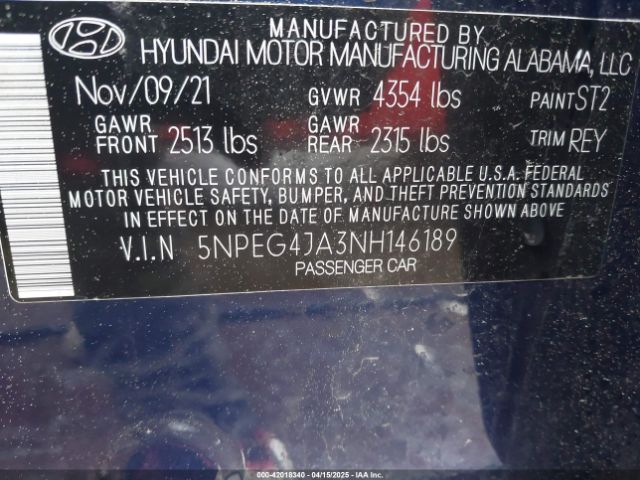 MANUFACTURED BY
HYUNDAI MOTOR MANUFACTURING ALABAMA, LLC
Nov/09/21 GVWR 4354 lbs PAINT ST2
GAWR FRONT 2513 lbs GAWR REAR 2315 lbs TRIM REY
THIS VEHICLE CONFORMS TO ALL APPLICABLE U.S.A. FEDERAL
MOTOR VEHICLE SAFETY, BUMPER, AND THEFT PREVENTION STANDARDS
IN EFFECT ON THE DATE OF MANUFACTURE SHOWN ABOVE.
V.I.N 5NPEG4JA3NH146189
PASSENGER CAR
000-42018340 - 04/15/2025 - IAAI.COM